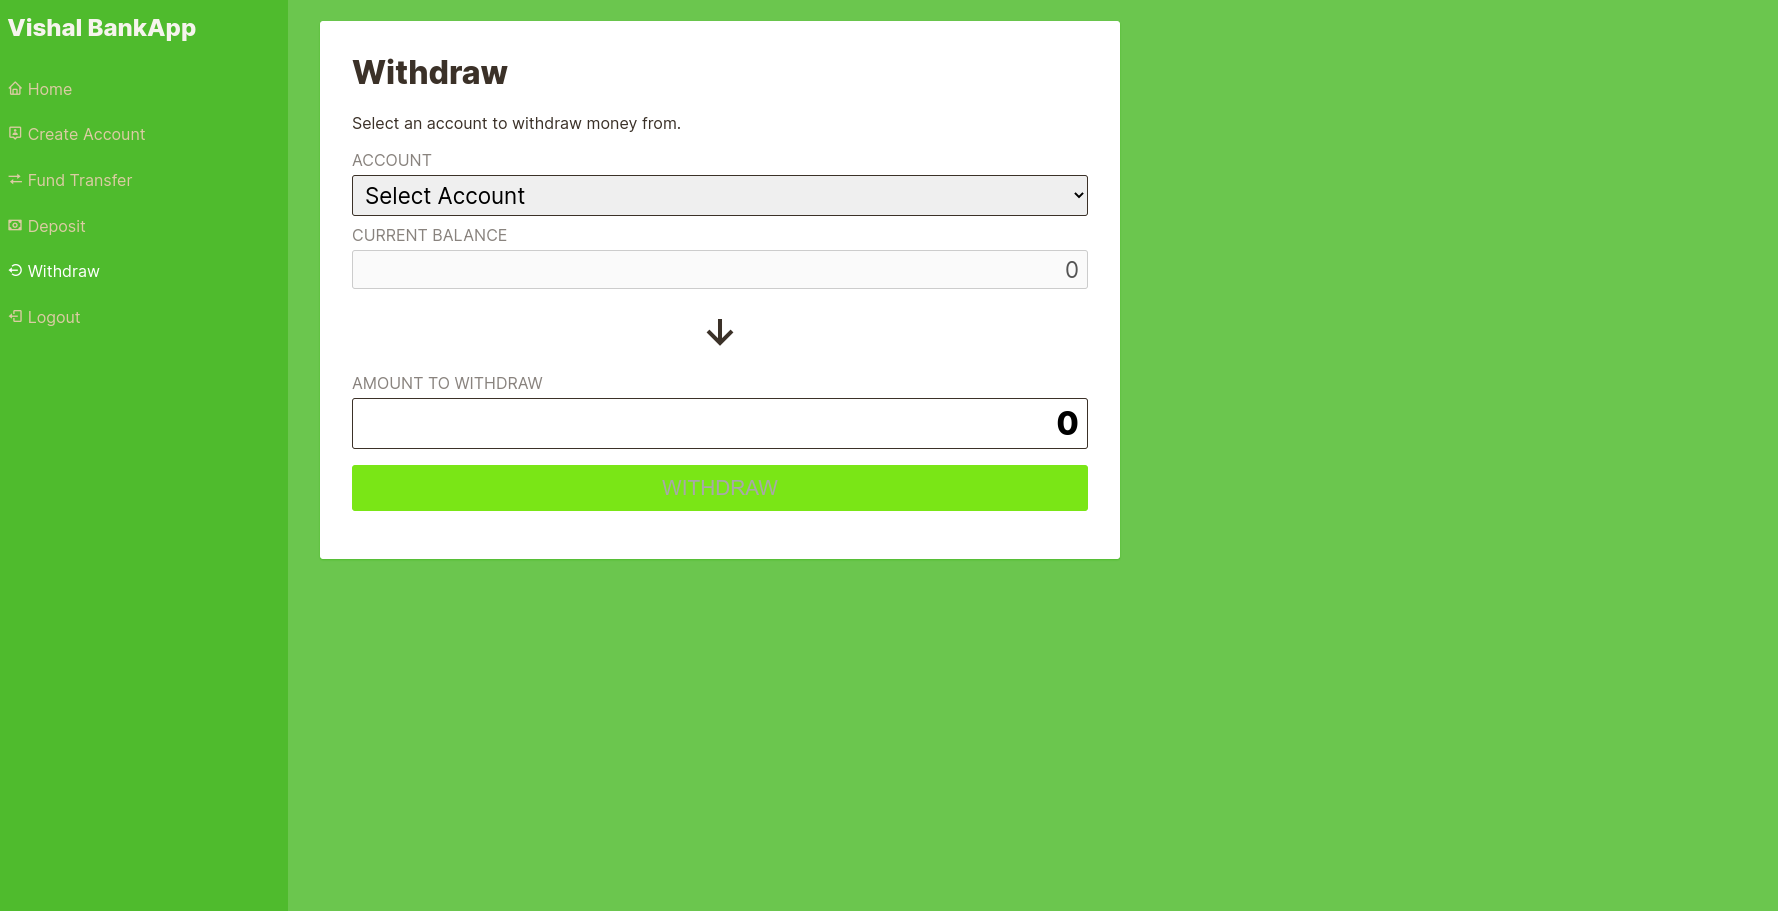 Vishal BankApp
Home
Create Account
Fund Transfer
Deposit
Withdraw
Logout
Withdraw
Select an account to withdraw money from.
ACCOUNT
Select Account
CURRENT BALANCE
0
AMOUNT TO WITHDRAW
0
WITHDRAW